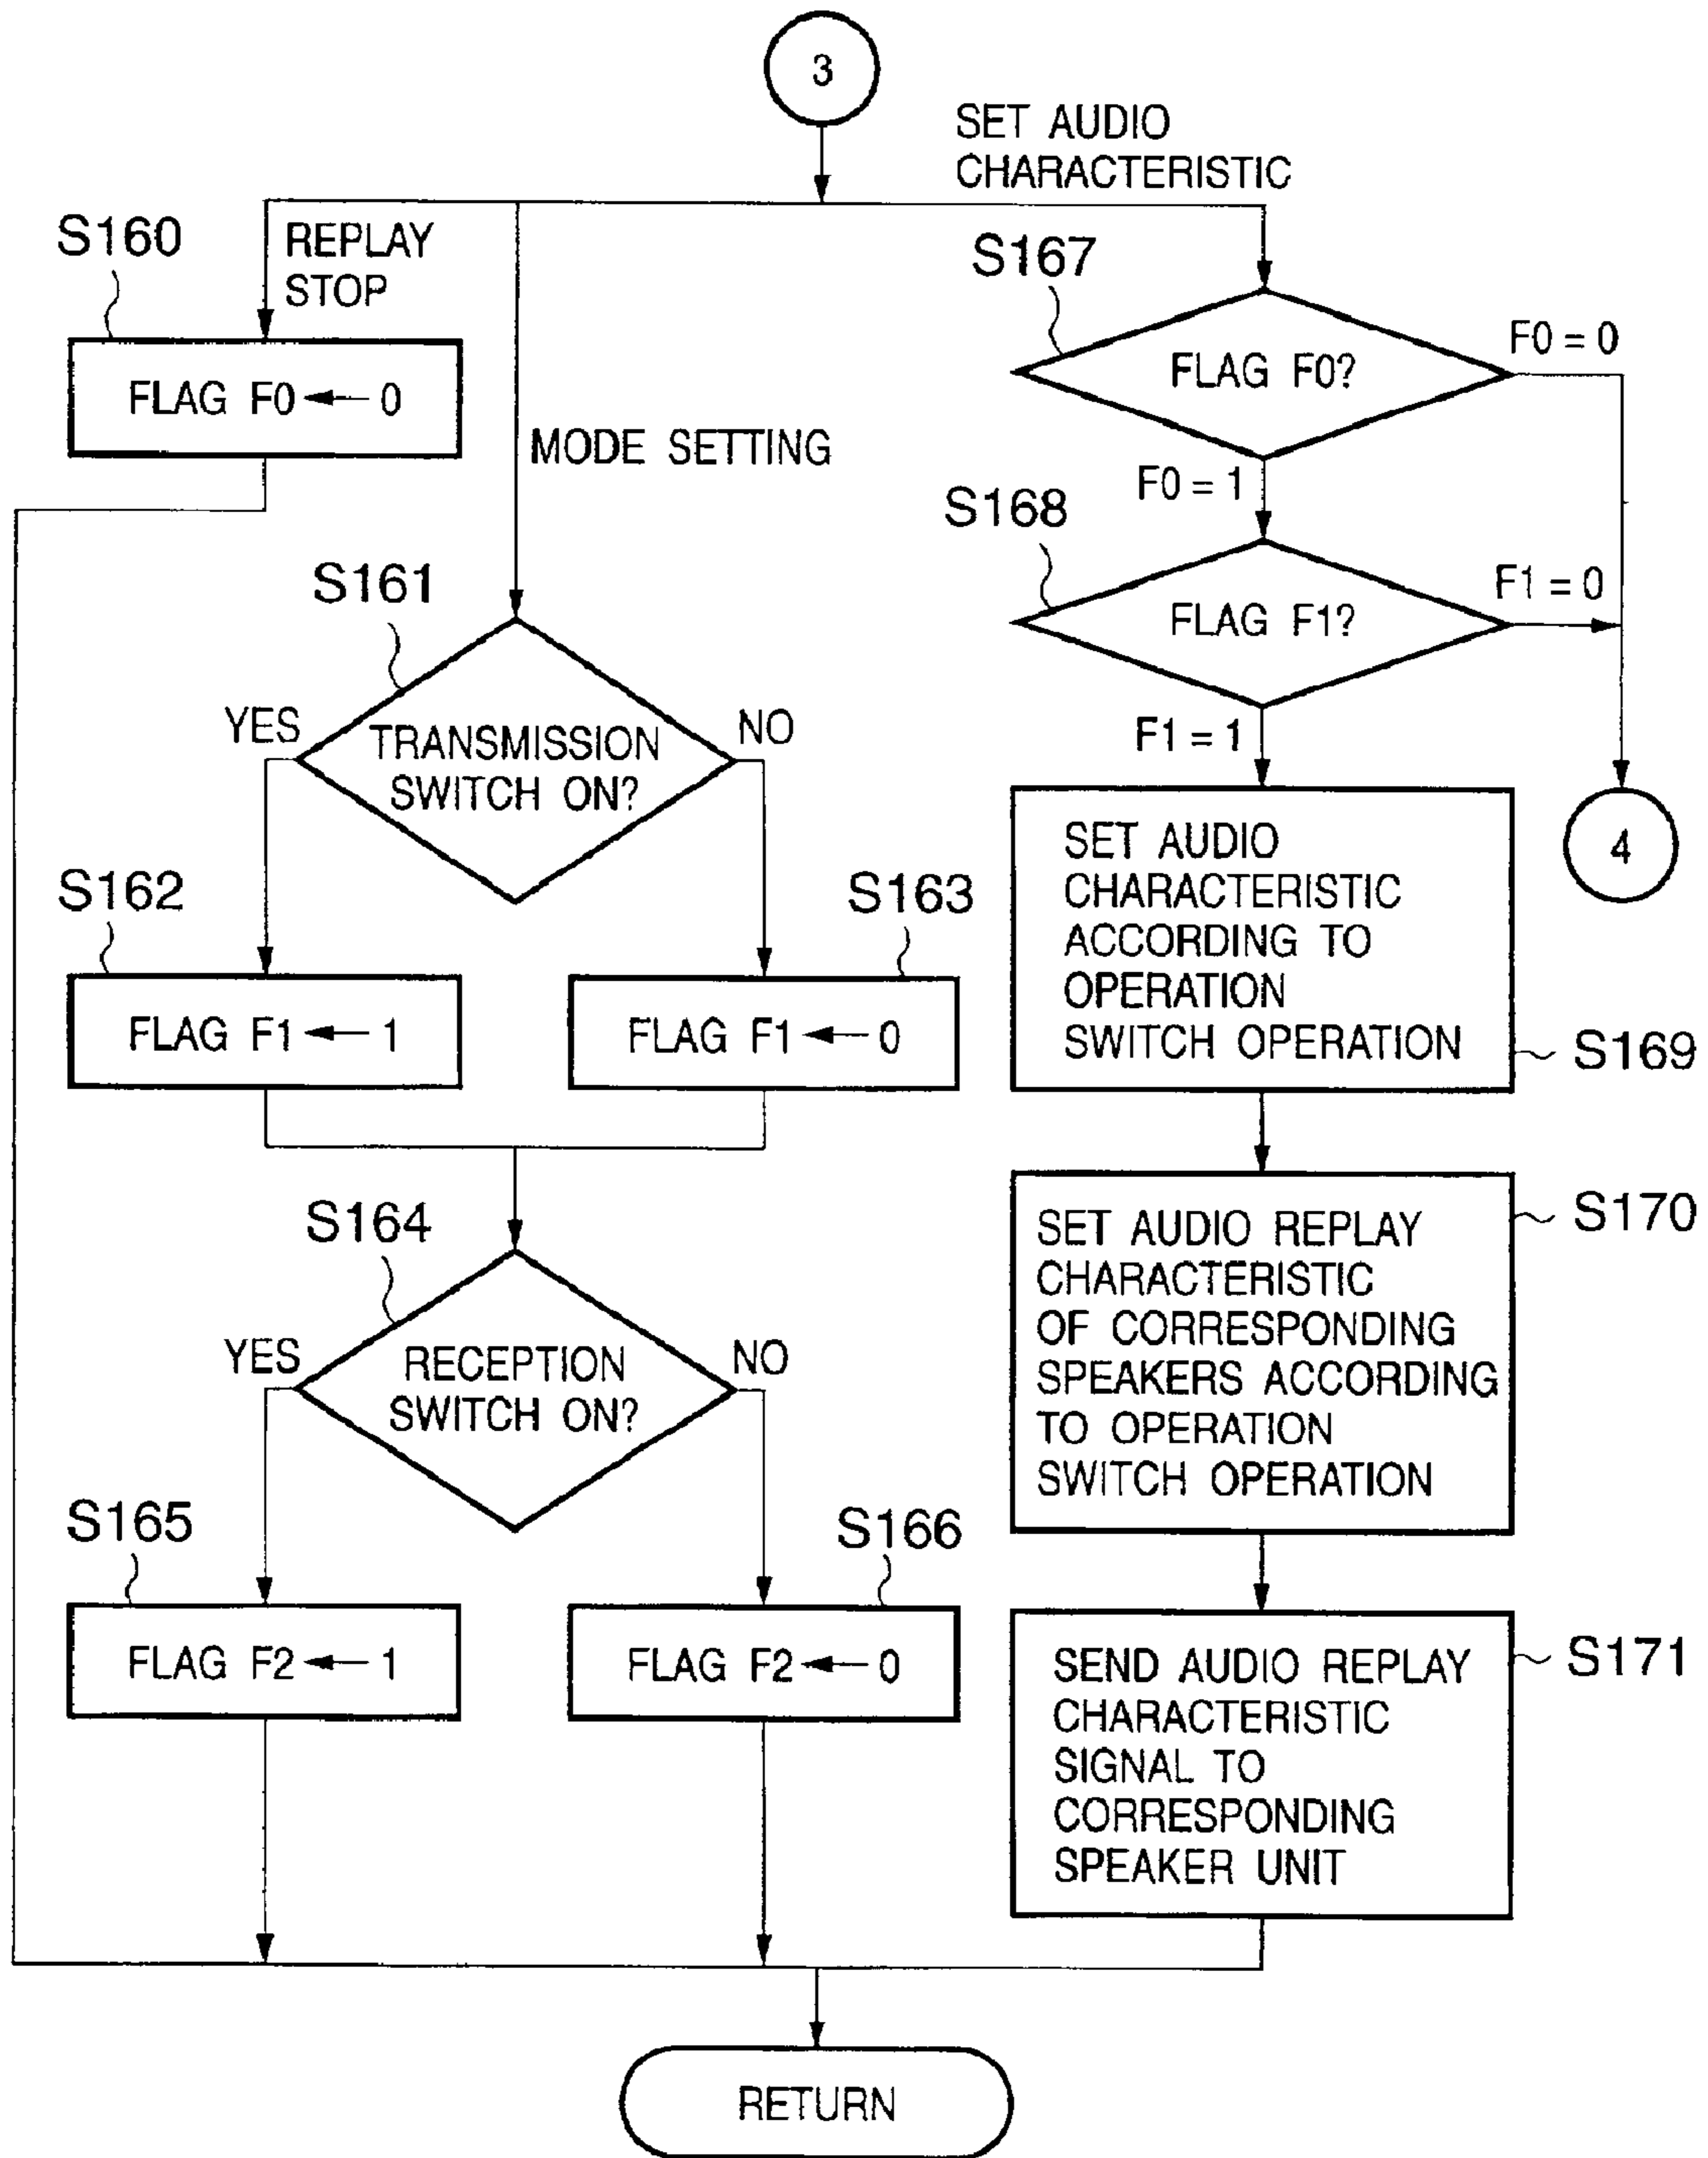 3
SET AUDIO
CHARACTERISTIC
S160
REPLAY
STOP
FLAG F0 ← 0
MODE SETTING
S161
YES
NO
TRANSMISSION
SWITCH ON?
S162
S163
FLAG F1 ← 1
FLAG F1 ← 0
S164
YES
NO
RECEPTION
SWITCH ON?
S165
S166
FLAG F2 ← 1
FLAG F2 ← 0
S167
FLAG F0?
F0 = 0
F0 = 1
S168
FLAG F1?
F1 = 0
F1 = 1
4
SET AUDIO
CHARACTERISTIC
ACCORDING TO
OPERATION
SWITCH OPERATION
S169
SET AUDIO REPLAY
CHARACTERISTIC
OF CORRESPONDING
SPEAKERS ACCORDING
TO OPERATION
SWITCH OPERATION
S170
SEND AUDIO REPLAY
CHARACTERISTIC
SIGNAL TO
CORRESPONDING
SPEAKER UNIT
S171
RETURN